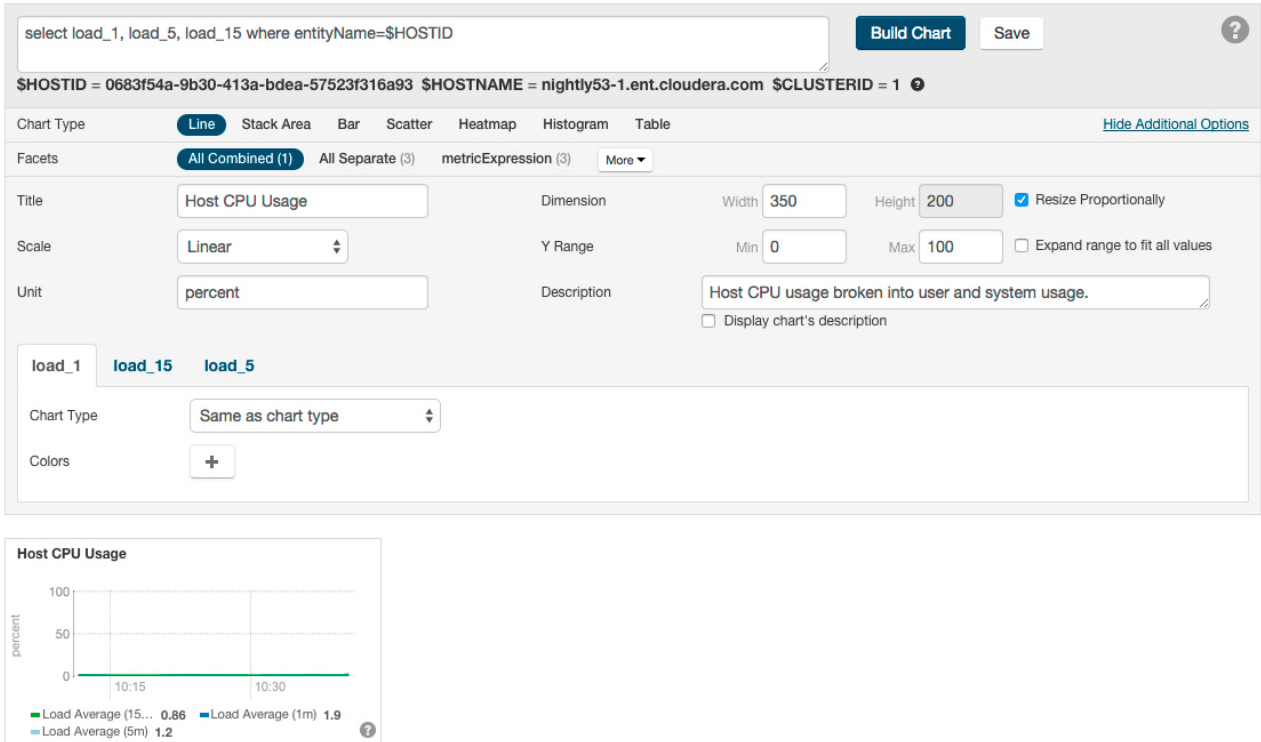 select load_1, load_5, load_15 where entityName=$HOSTID
Build Chart
Save
?
$HOSTID = 0683f54a-9b30-413a-bdea-57523f316a93 $HOSTNAME = nightly53-1.ent.cloudera.com $CLUSTERID = 1 ?
Chart Type Line Stack Area Bar Scatter Heatmap Histogram Table Hide Additional Options
Facets All Combined (1) All Separate (3) metricExpression (3) More
Title Host CPU Usage Dimension Width 350 Height 200 Resize Proportionally
Scale Linear Y Range Min 0 Max 100 Expand range to fit all values
Unit percent Description Host CPU usage broken into user and system usage.
Display chart's description
load_1 load_15 load_5
Chart Type Same as chart type
Colors +
Host CPU Usage
100
percent
50
0
10:15 10:30
Load Average (15... 0.86 Load Average (1m) 1.9
Load Average (5m) 1.2 ?